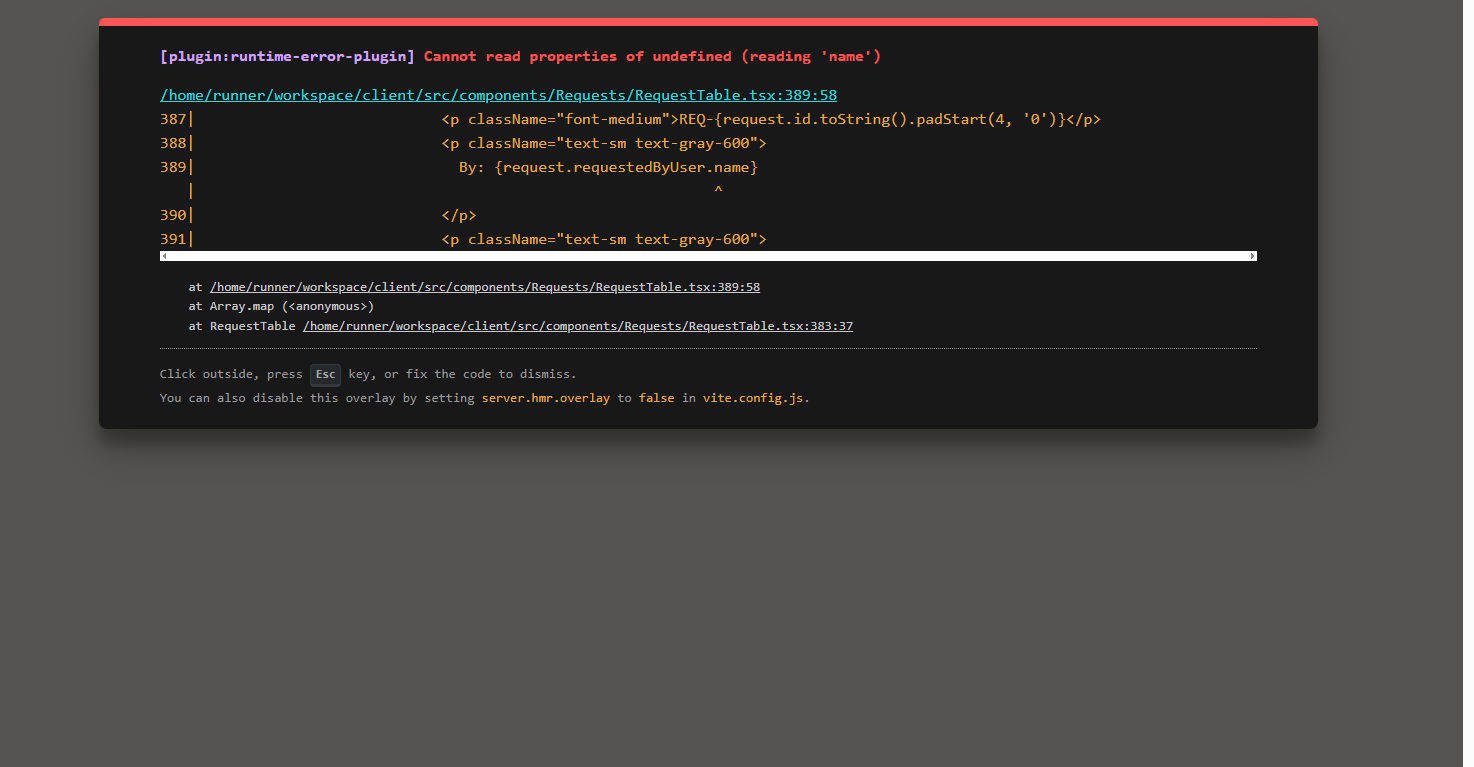 [plugin:runtime-error-plugin] Cannot read properties of undefined (reading 'name')
/home/runner/workspace/client/src/components/Requests/RequestTable.tsx:389:58
387|                             <p className="font-medium">REQ-{request.id.toString().padStart(4, '0')}</p>
388|                             <p className="text-sm text-gray-600">
389|                               By: {request.requestedByUser.name}
   |                                                            ^
390|                             </p>
391|                             <p className="text-sm text-gray-600">
at /home/runner/workspace/client/src/components/Requests/RequestTable.tsx:389:58
at Array.map (<anonymous>)
at RequestTable /home/runner/workspace/client/src/components/Requests/RequestTable.tsx:383:37
Click outside, press Esc key, or fix the code to dismiss.
You can also disable this overlay by setting server.hmr.overlay to false in vite.config.js.